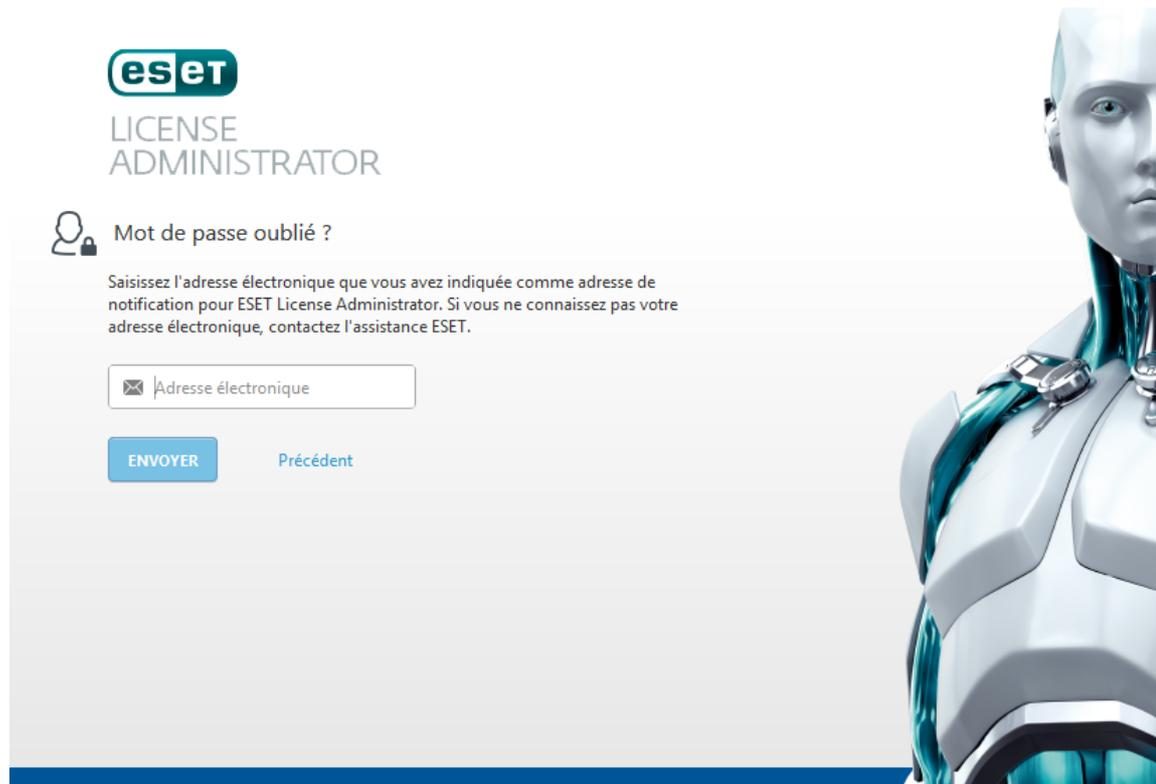 eset
LICENSE
ADMINISTRATOR
Mot de passe oublié ?
Saisissez l'adresse électronique que vous avez indiquée comme adresse de
notification pour ESET License Administrator. Si vous ne connaissez pas votre
adresse électronique, contactez l'assistance ESET.
Adresse électronique
ENVOYER Précédent